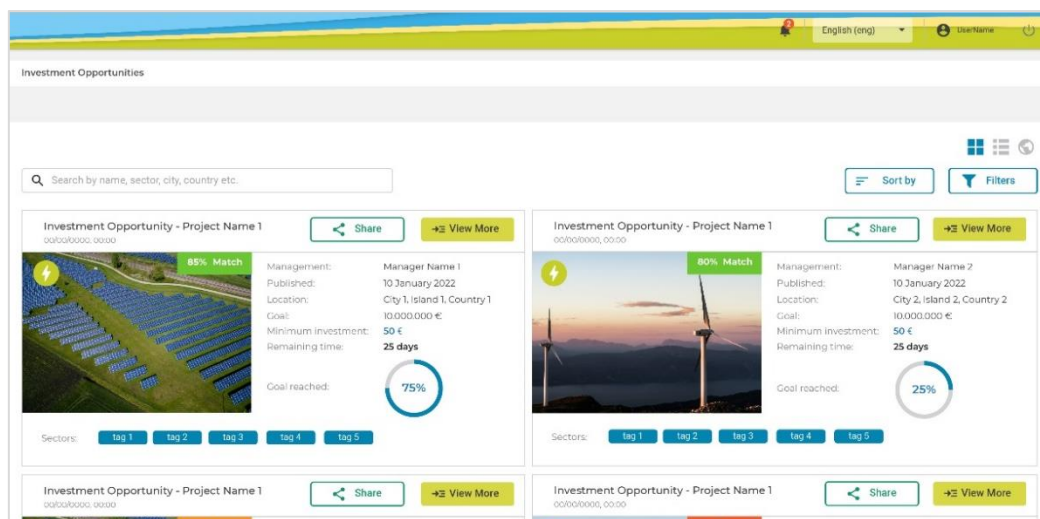 2
English (eng)
UserName
Investment Opportunities
Search by name, sector, city, country etc.
Sort by
Filters
Investment Opportunity - Project Name 1
00/00/0000, 00:00
Share
View More
85% Match
Management: Manager Name 1
Published: 10 January 2022
Location: City 1, Island 1, Country 1
Goal: 10.000.000 €
Minimum investment: 50 €
Remaining time: 25 days
Goal reached: 75%
Sectors: tag 1 tag 2 tag 3 tag 4 tag 5
Investment Opportunity - Project Name 1
00/00/0000, 00:00
Share
View More
80% Match
Management: Manager Name 2
Published: 10 January 2022
Location: City 2, Island 2, Country 2
Goal: 10.000.000 €
Minimum investment: 50 €
Remaining time: 25 days
Goal reached: 25%
Sectors: tag 1 tag 2 tag 3 tag 4 tag 5
Investment Opportunity - Project Name 1
00/00/0000, 00:00
Share
View More
Investment Opportunity - Project Name 1
00/00/0000, 00:00
Share
View More